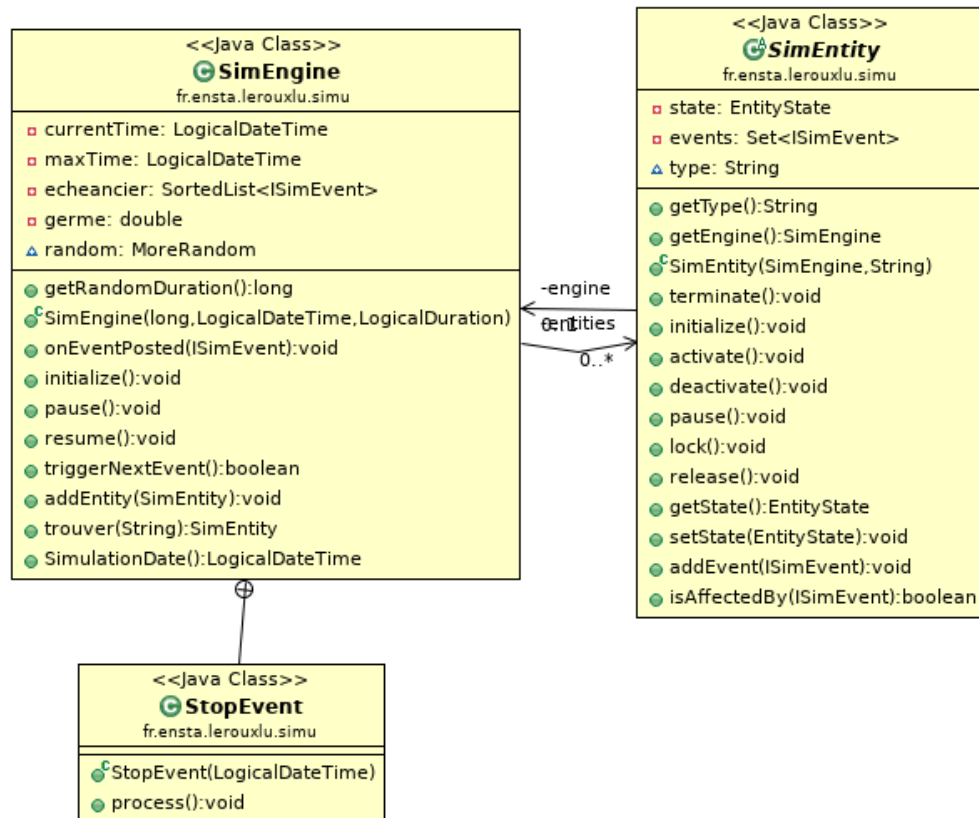 <<Java Class>>
SimEngine
fr.ensta.lerouxlu.simu
currentTime: LogicalDateTime
maxTime: LogicalDateTime
echeancier: SortedList<ISimEvent>
germe: double
random: MoreRandom
getRandomDuration():long
SimEngine(long,LogicalDateTime,LogicalDuration)
onEventPosted(ISimEvent):void
initialize():void
pause():void
resume():void
triggerNextEvent():boolean
addEntity(SimEntity):void
trouver(String):SimEntity
SimulationDate():LogicalDateTime
-engine
0..1
-entities
0..*
<<Java Class>>
SimEntity
fr.ensta.lerouxlu.simu
state: EntityState
events: Set<ISimEvent>
type: String
getType():String
getEngine():SimEngine
SimEntity(SimEngine,String)
terminate():void
initialize():void
activate():void
deactivate():void
pause():void
lock():void
release():void
getState():EntityState
setState(EntityState):void
addEvent(ISimEvent):void
isAffectedBy(ISimEvent):boolean
<<Java Class>>
StopEvent
fr.ensta.lerouxlu.simu
StopEvent(LogicalDateTime)
process():void